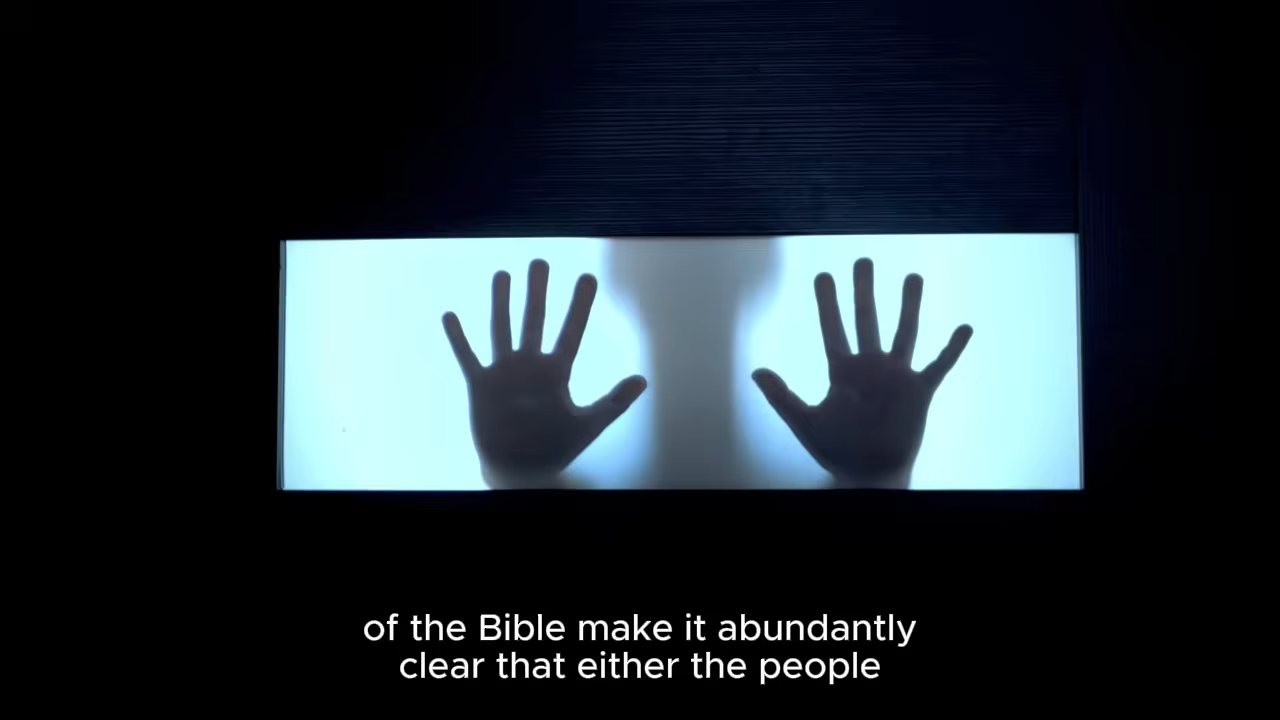 of the Bible make it abundantly
clear that either the people